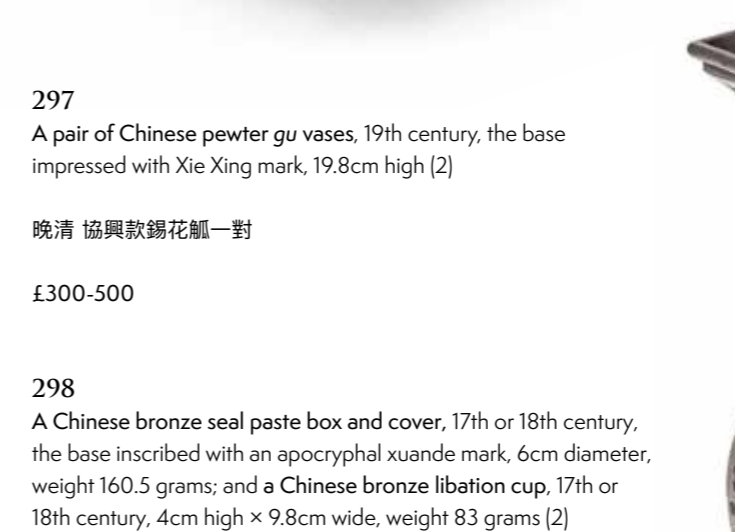 297
A pair of Chinese pewter gu vases, 19th century, the base
impressed with Xie Xing mark, 19.8cm high (2)
晚清 協興款錫花觚一對
£300-500
298
A Chinese bronze seal paste box and cover, 17th or 18th century,
the base inscribed with an apocryphal xuande mark, 6cm diameter,
weight 160.5 grams; and a Chinese bronze libation cup, 17th or
18th century, 4cm high × 9.8cm wide, weight 83 grams (2)